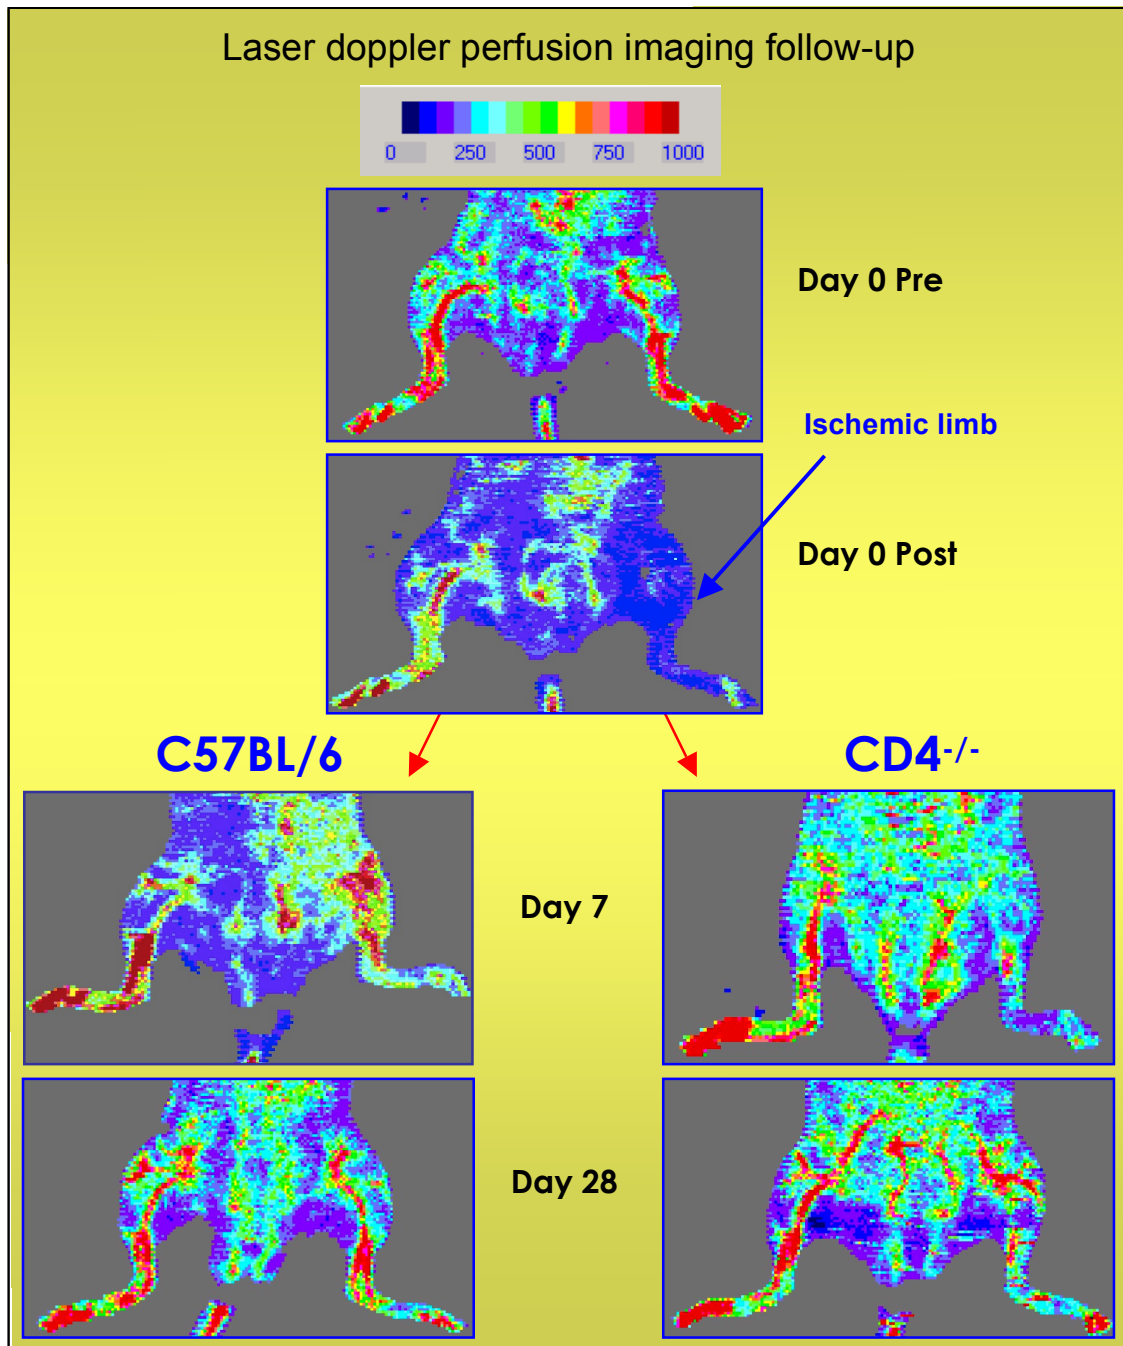 Laser doppler perfusion imaging follow-up
0 250 500 750 1000
Day 0 Pre
Ischemic limb
Day 0 Post
C57BL/6 CD4-/-
Day 7
Day 28